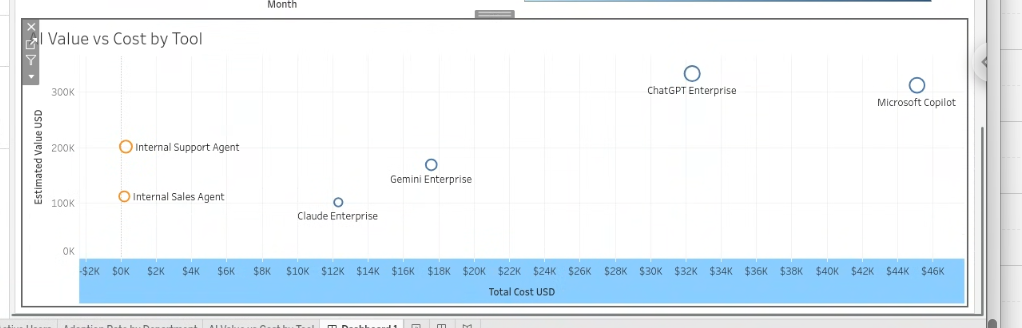 Month
AI Value vs Cost by Tool
Estimated Value USD
300K
200K
100K
0K
ChatGPT Enterprise
Microsoft Copilot
Internal Support Agent
Gemini Enterprise
Internal Sales Agent
Claude Enterprise
-$2K $0K $2K $4K $6K $8K $10K $12K $14K $16K $18K $20K $22K $24K $26K $28K $30K $32K $34K $36K $38K $40K $42K $44K $46K
Total Cost USD
Adoption Rate by Department AI Value vs Cost by Tool Dashboard 1